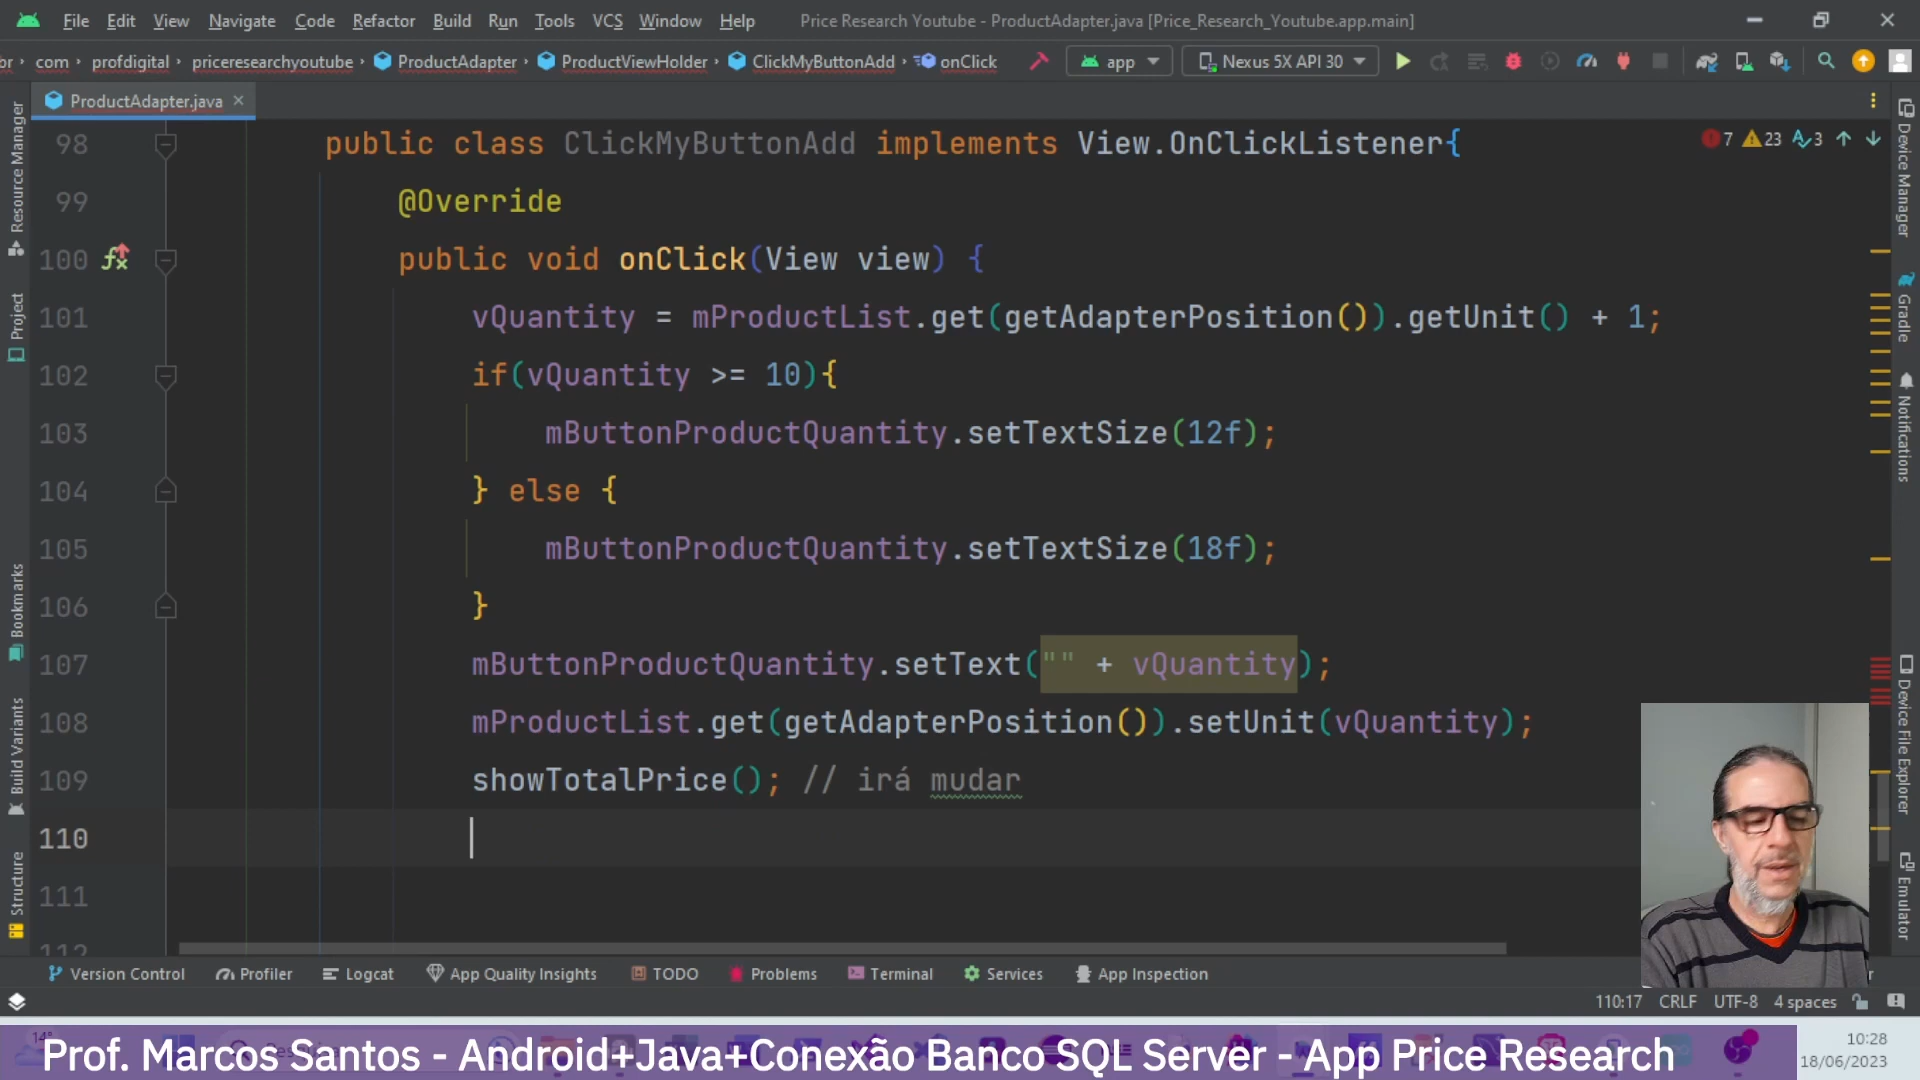 File Edit View Navigate Code Refactor Build Run Tools VCS Window Help Price Research Youtube - ProductAdapter.java [Price_Research_Youtube.app.main]
br com profdigital priceresearchyoutube ProductAdapter ProductViewHolder ClickMyButtonAdd onClick app Nexus 5X API 30
ProductAdapter.java
98 public class ClickMyButtonAdd implements View.OnClickListener{
7 23 3
99 @Override
100 public void onClick(View view) {
101 vQuantity = mProductList.get(getAdapterPosition()).getUnit() + 1;
102 if(vQuantity >= 10){
103 mButtonProductQuantity.setTextSize(12f);
104 } else {
105 mButtonProductQuantity.setTextSize(18f);
106 }
107 mButtonProductQuantity.setText("" + vQuantity);
108 mProductList.get(getAdapterPosition()).setUnit(vQuantity);
109 showTotalPrice(); // irá mudar
110
111
112
Resource Manager
Project
Bookmarks
Build Variants
Structure
Device Manager
Gradle
Notifications
Device File Explorer
Emulator
Version Control Profiler Logcat App Quality Insights TODO Problems Terminal Services App Inspection
110:17 CRLF UTF-8 4 spaces
14°
Prof. Marcos Santos - Android+Java+Conexão Banco SQL Server - App Price Research
10:28
18/06/2023